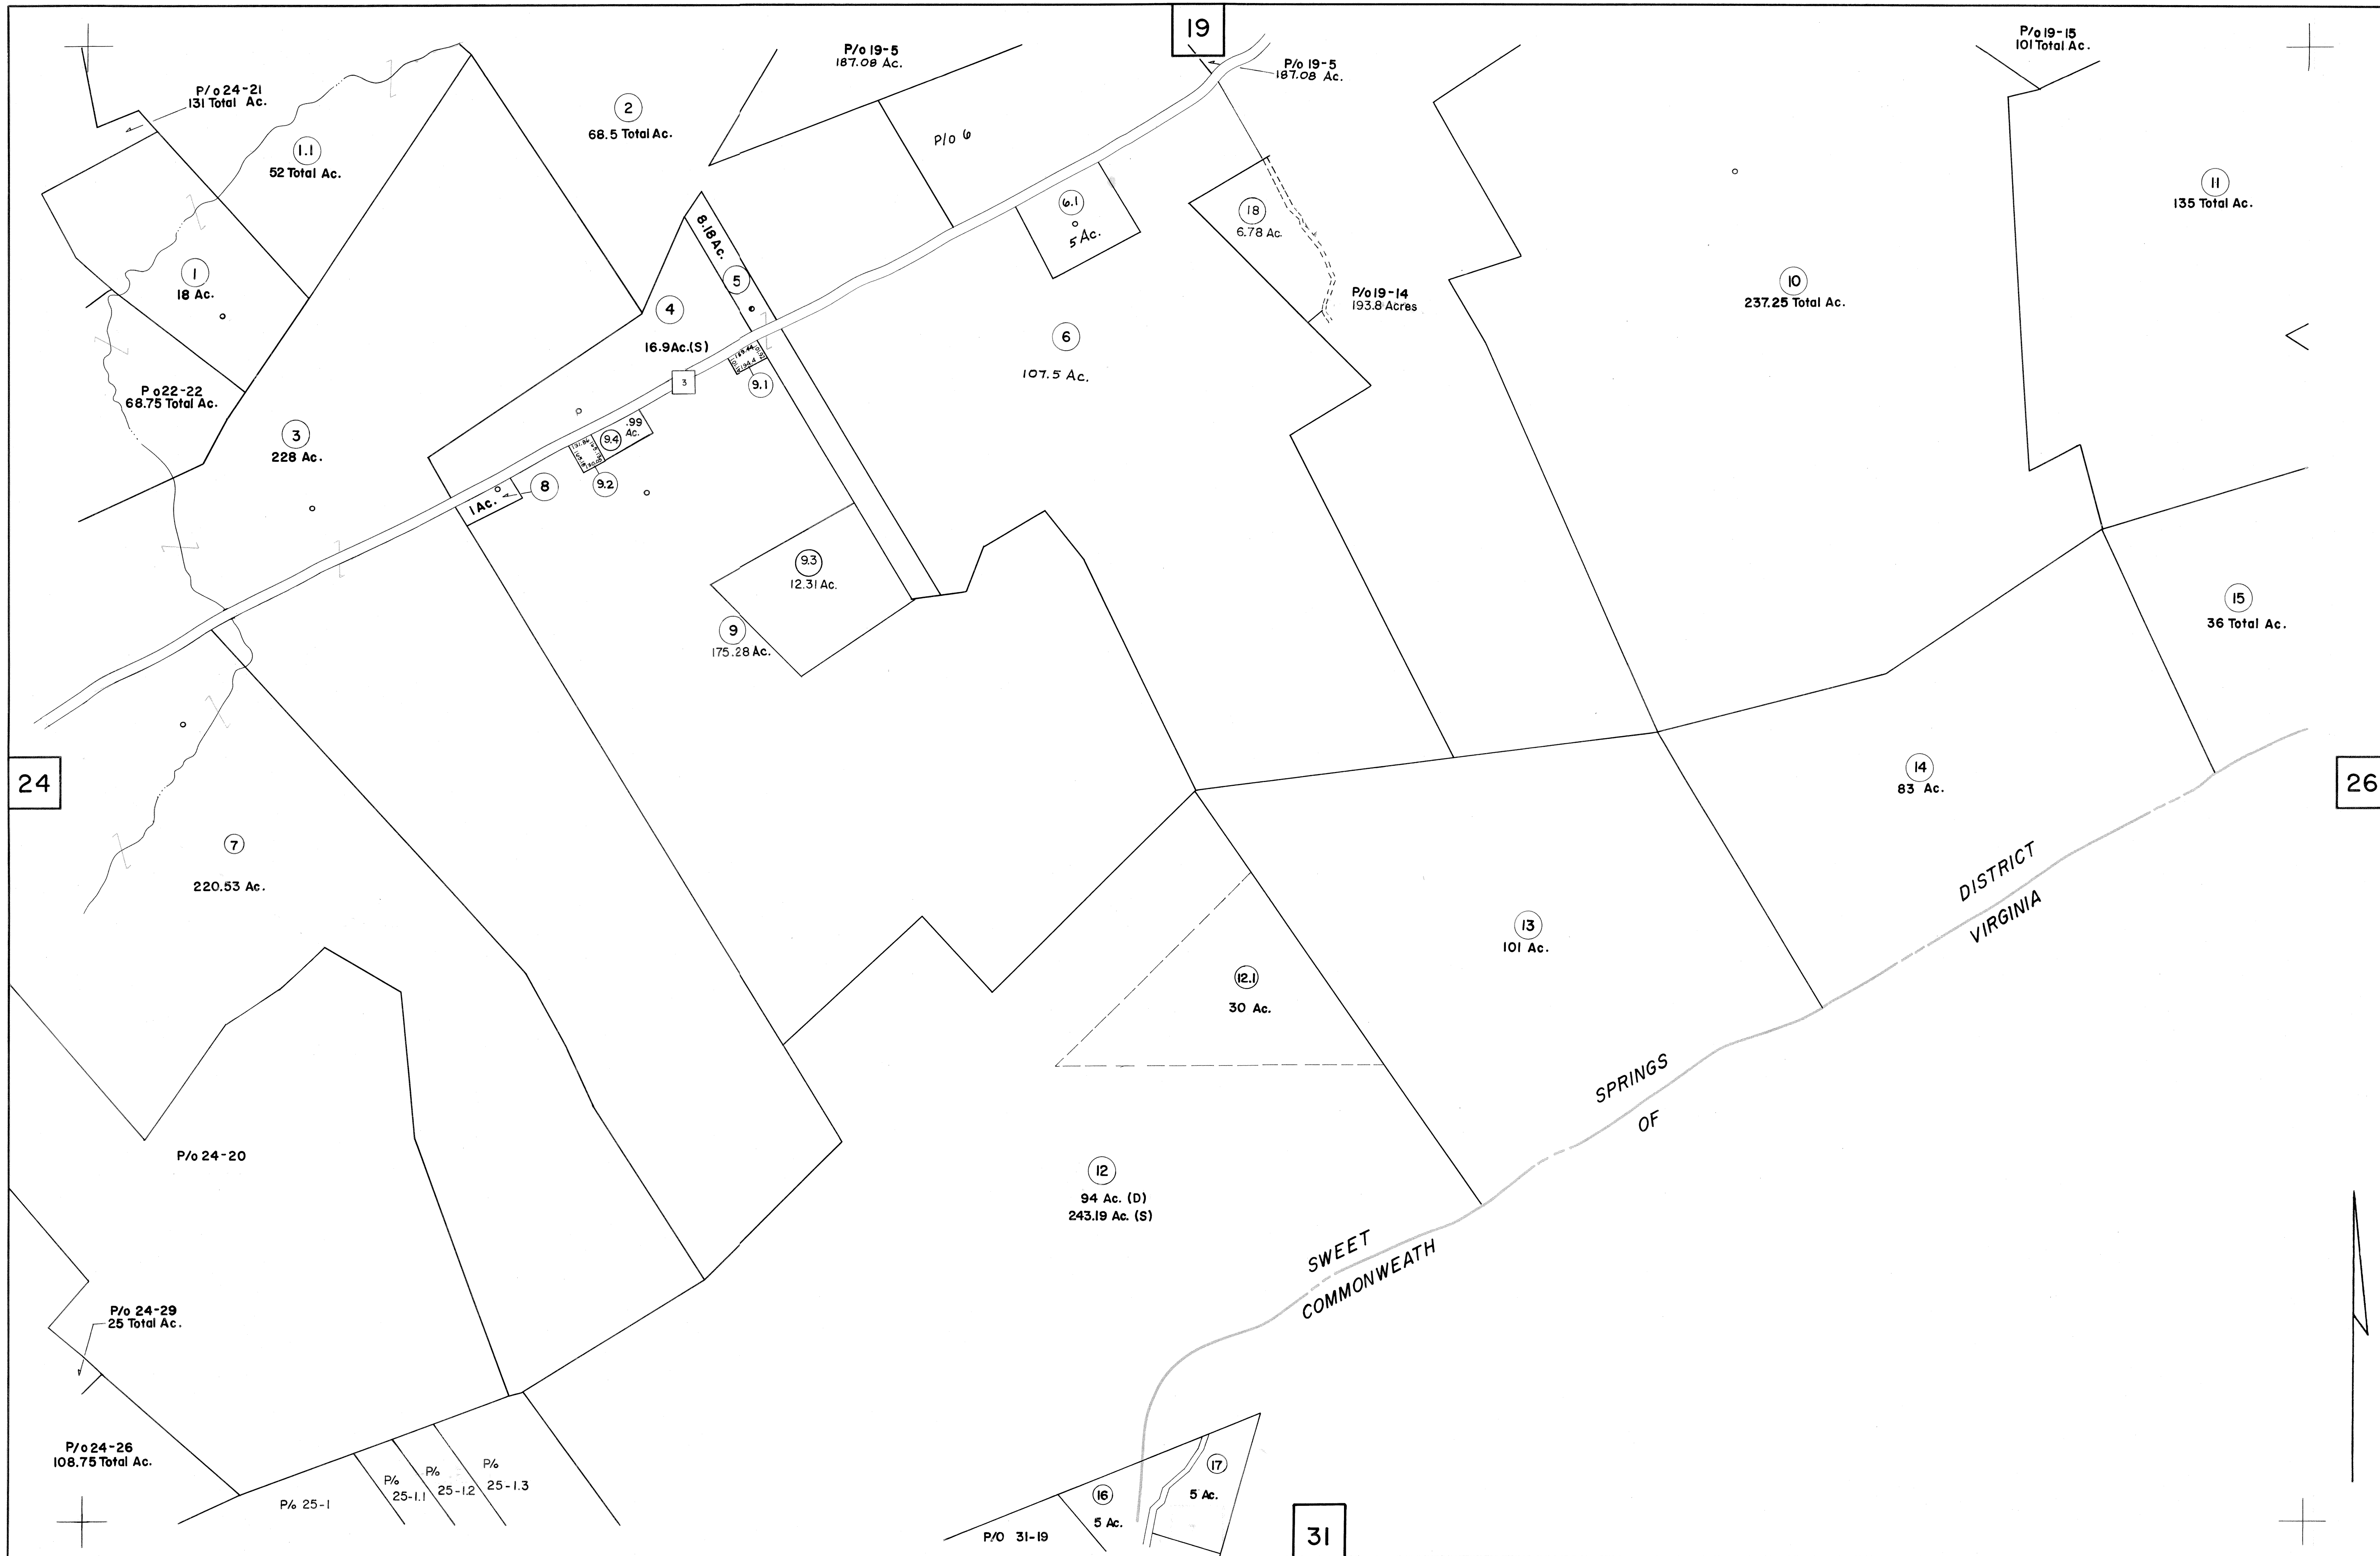 19
P/o 19-15
101 Total Ac.
P/o 19-5
187.08 Ac.
P/o 19-5
187.08 Ac.
P/o 24-21
131 Total Ac.
2
68.5 Total Ac.
P/o 6
1.1
52 Total Ac.
11
135 Total Ac.
6.1
5 Ac.
18
6.78 Ac.
8.18 Ac.
5
1
18 Ac.
10
237.25 Total Ac.
P/o 19-14
193.8 Acres
4
16.9Ac.(S)
6
107.5 Ac.
9.1
3
P o 22-22
68.75 Total Ac.
3
228 Ac.
.99
Ac.
9.4
9.2
8
1 Ac.
9.3
12.31 Ac.
9
175.28 Ac.
15
36 Total Ac.
24
26
14
83 Ac.
7
220.53 Ac.
DISTRICT
VIRGINIA
13
101 Ac.
12.1
30 Ac.
SPRINGS
OF
P/o 24-20
12
94 Ac. (D)
243.19 Ac. (S)
SWEET
COMMONWEATH
P/o 24-29
25 Total Ac.
P/o 24-26
108.75 Total Ac.
P/o 25-1
P/o
25-1.1
P/o
25-1.2
P/o
25-1.3
17
5 Ac.
16
5 Ac.
P/O 31-19
31